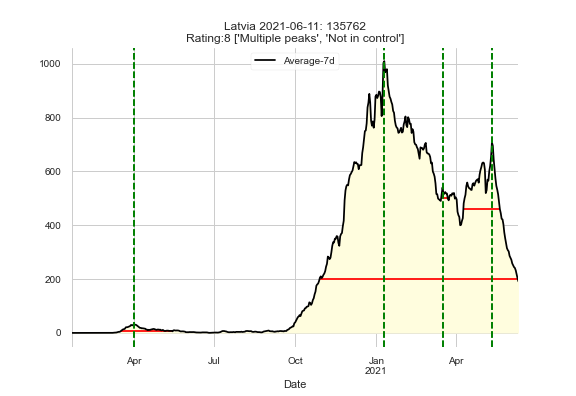 Latvia 2021-06-11: 135762
Rating:8 ['Multiple peaks', 'Not in control']
Average-7d
1000
800
600
400
200
0
Apr Jul Oct Jan Apr
2021
Date